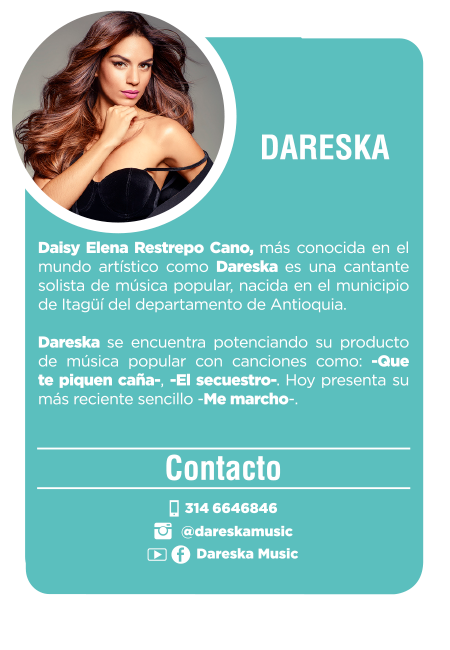 DARESKA
Daisy Elena Restrepo Cano, más conocida en el
mundo artístico como Dareska es una cantante
solista de música popular, nacida en el municipio
de Itagüí del departamento de Antioquia.
Dareska se encuentra potenciando su producto
de música popular con canciones como: -Que
te piquen caña-, -El secuestro-. Hoy presenta su
más reciente sencillo -Me marcho-.
Contacto
314 6646846
@dareskamusic
Dareska Music